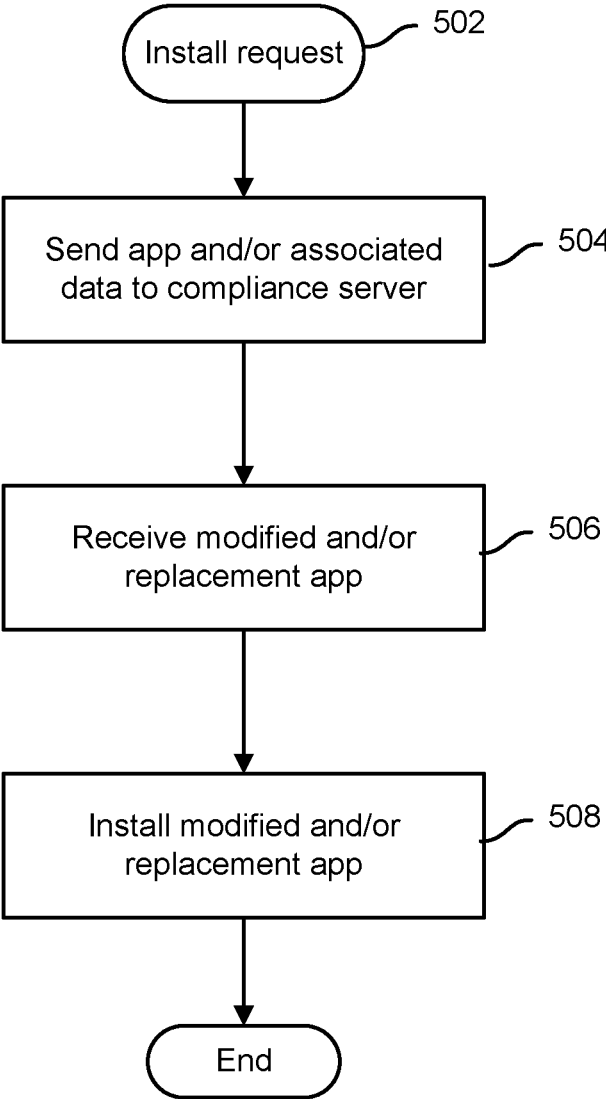 Install request
502
Send app and/or associated
data to compliance server
504
Receive modified and/or
replacement app
506
Install modified and/or
replacement app
508
End